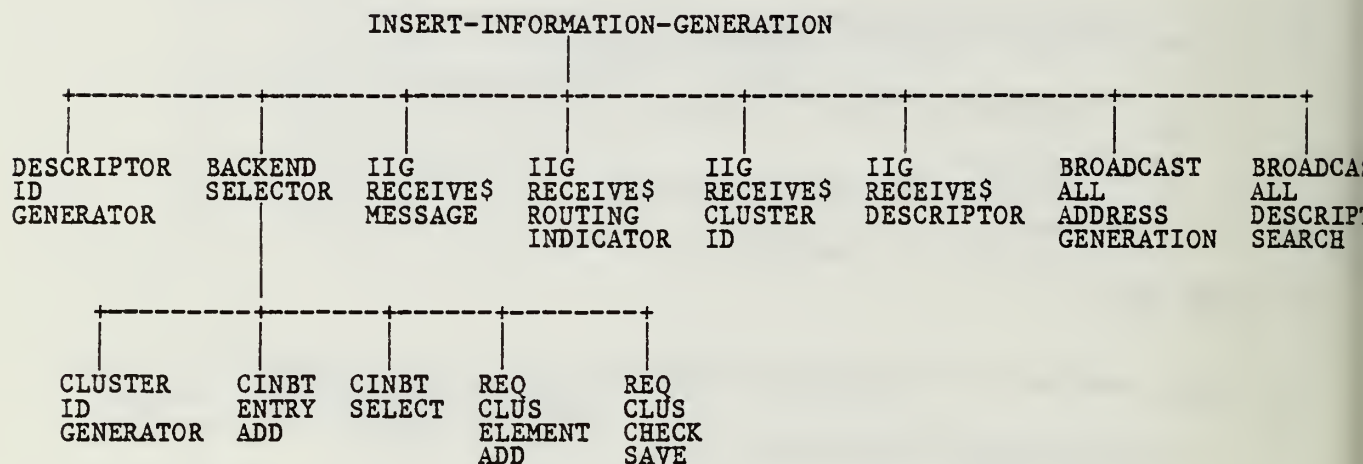 INSERT-INFORMATION-GENERATION
DESCRIPTOR
ID
GENERATOR
BACKEND
SELECTOR
IIG
RECEIVE$
MESSAGE
IIG
RECEIVE$
ROUTING
INDICATOR
IIG
RECEIVE$
CLUSTER
ID
IIG
RECEIVE$
DESCRIPTOR
BROADCAST
ALL
ADDRESS
GENERATION
ALL
SEARCH
CLUSTER
ID
GENERATOR
CINBT
ENTRY
ADD
CINBT
SELECT
REQ
CLUS
ELEMENT
ADD
REQ
CLUS
CHECK
SAVE